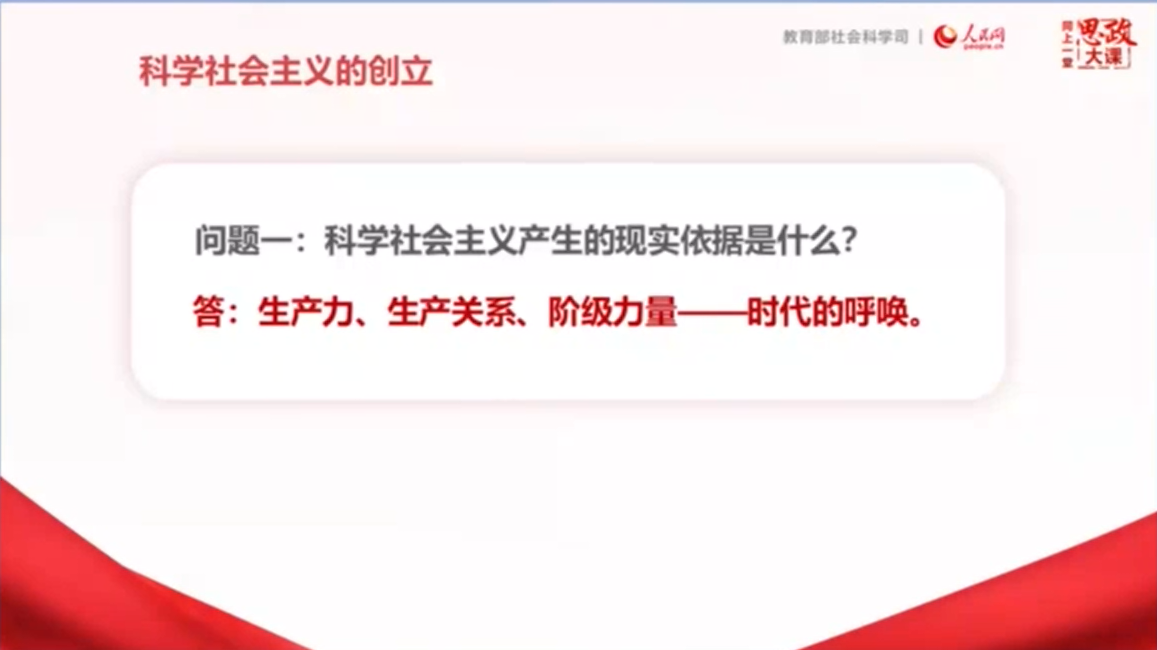 教育部社会科学司 | 人民网
people.cn
网上一堂
思政
大课
科学社会主义的创立
问题一：科学社会主义产生的现实依据是什么？
答：生产力、生产关系、阶级力量——时代的呼唤。